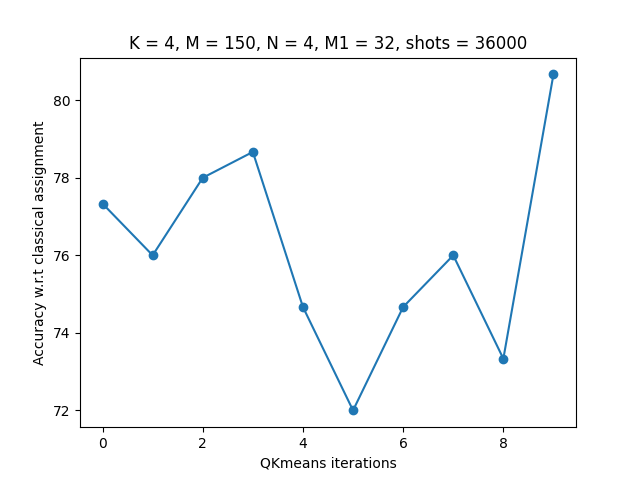 K = 4, M = 150, N = 4, M1 = 32, shots = 36000
80
78
76
74
72
Accuracy w.r.t classical assignment
0 2 4 6 8
QKmeans iterations